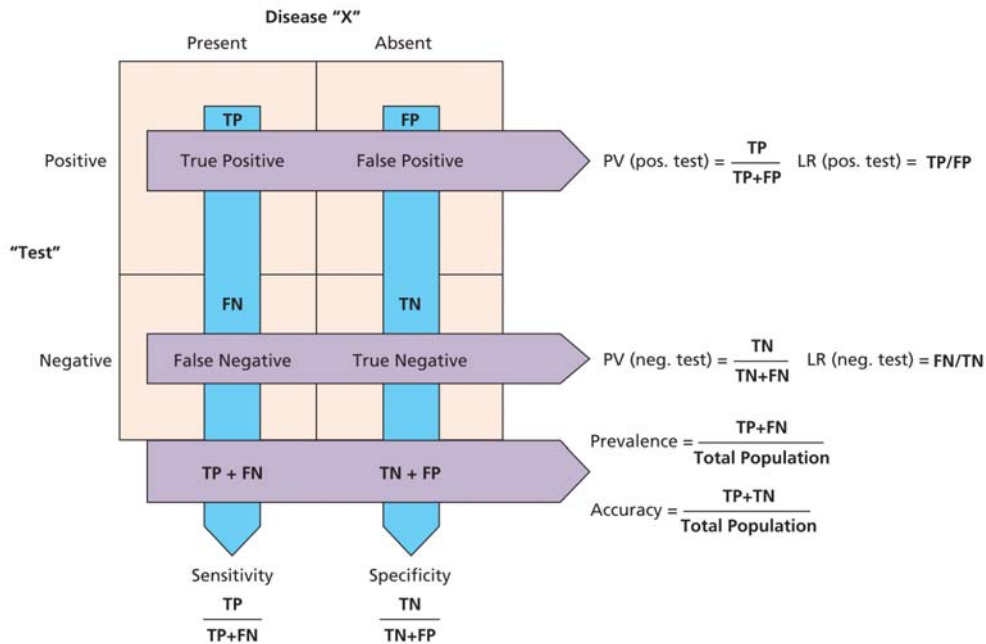 Disease “X”
Present Absent
TP FP
Positive True Positive False Positive PV (pos. test) = TP/TP+FP LR (pos. test) = TP/FP
“Test”
FN TN
Negative False Negative True Negative PV (neg. test) = TN/TN+FN LR (neg. test) = FN/TN
Prevalence = TP+FN/Total Population
TP + FN TN + FP
Accuracy = TP+TN/Total Population
Sensitivity Specificity
TP TN
TP+FN TN+FP